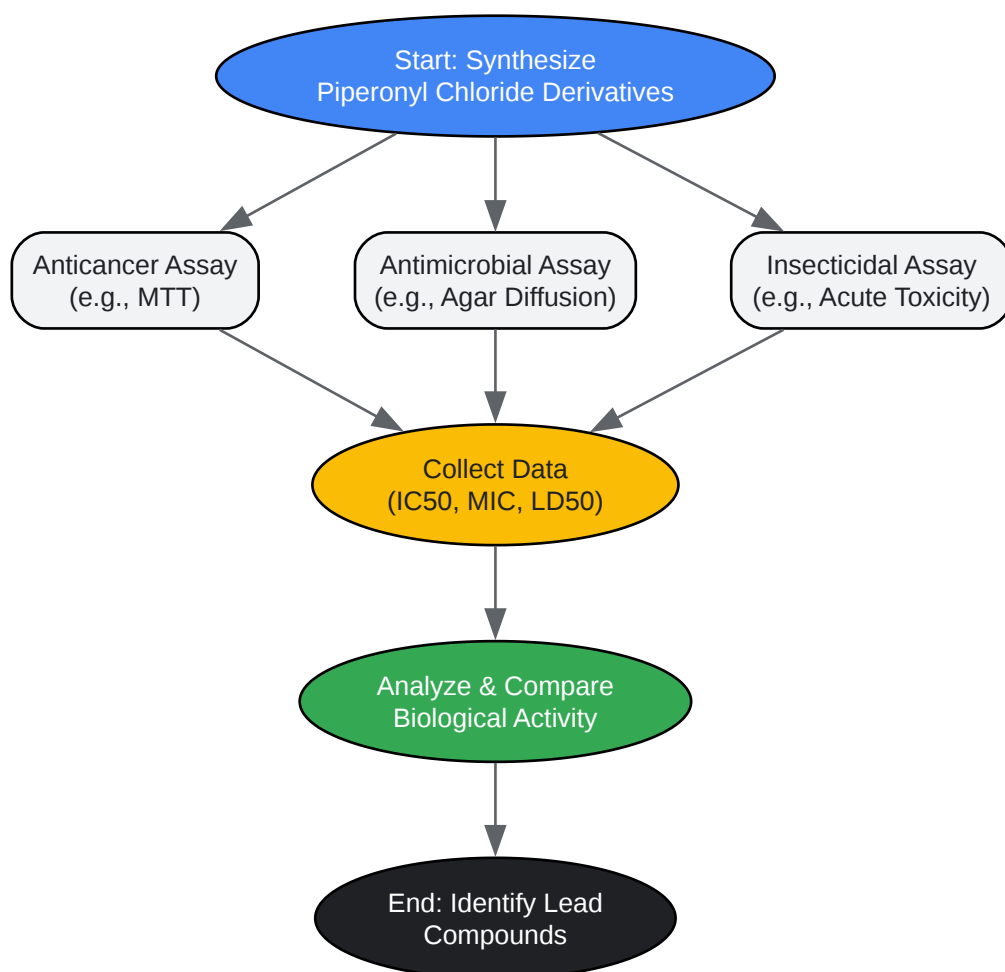 Start: Synthesize
Piperonyl Chloride Derivatives
Anticancer Assay
(e.g., MTT)
Antimicrobial Assay
(e.g., Agar Diffusion)
Insecticidal Assay
(e.g., Acute Toxicity)
Collect Data
(IC50, MIC, LD50)
Analyze & Compare
Biological Activity
End: Identify Lead
Compounds